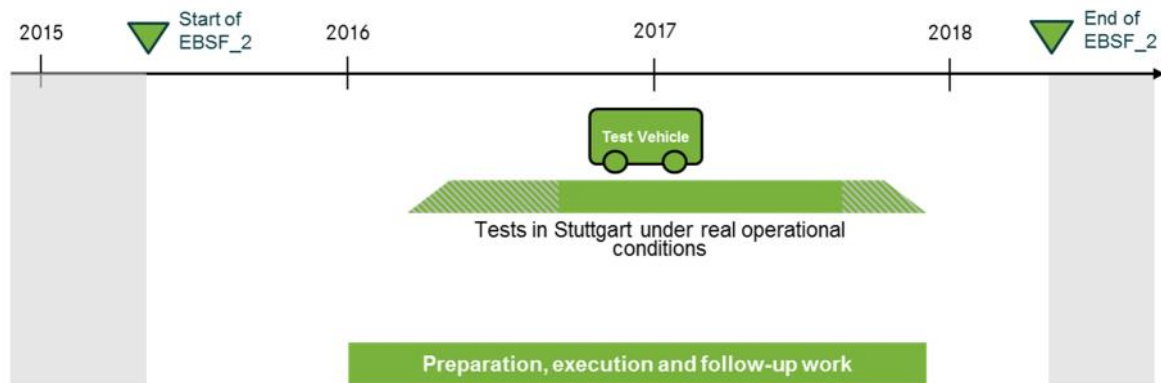 2015
Start of
EBSF_2
2016
2017
2018
End of
EBSF_2
Test Vehicle
Tests in Stuttgart under real operational
conditions
Preparation, execution and follow-up work